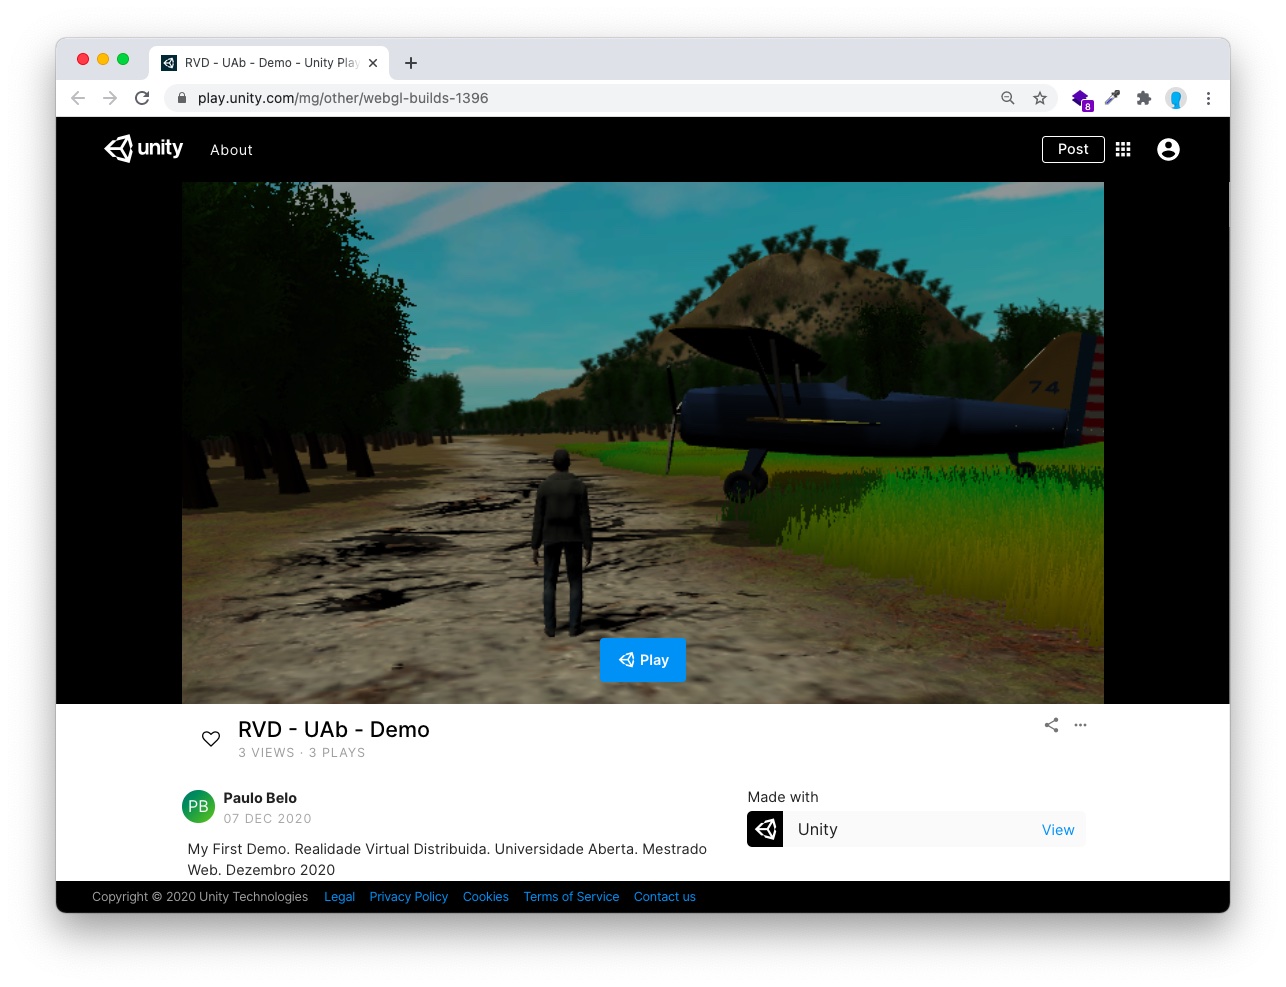 RVD - UAb - Demo - Unity Play
play.unity.com/mg/other/webgl-builds-1396
8
unity
About
Post
74
Play
RVD - UAb - Demo
3 VIEWS · 3 PLAYS
PB
Paulo Belo
07 DEC 2020
My First Demo. Realidade Virtual Distribuida. Universidade Aberta. Mestrado
Web. Dezembro 2020
Made with
Unity
View
Copyright © 2020 Unity Technologies
Legal
Privacy Policy
Cookies
Terms of Service
Contact us